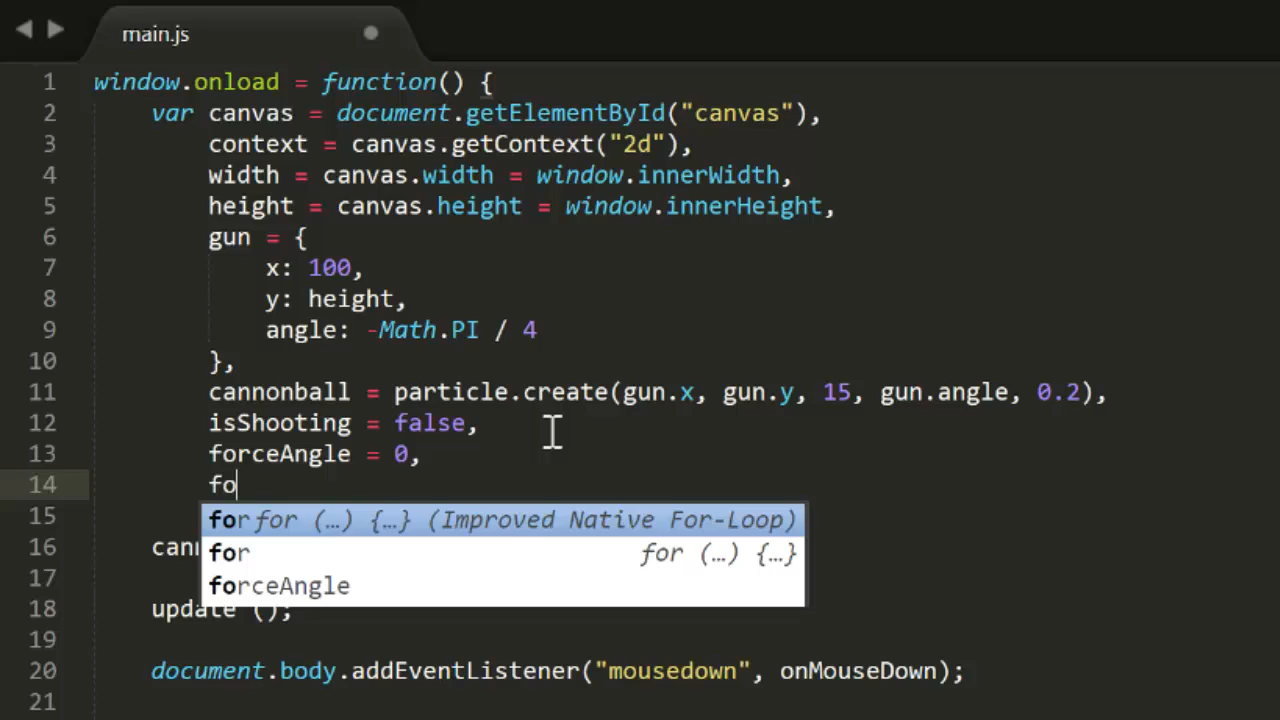 main.js
1 window.onload = function() {
2 var canvas = document.getElementById("canvas"),
3 context = canvas.getContext("2d"),
4 width = canvas.width = window.innerWidth,
5 height = canvas.height = window.innerHeight,
6 gun = {
7 x: 100,
8 y: height,
9 angle: -Math.PI / 4
10 },
11 cannonball = particle.create(gun.x, gun.y, 15, gun.angle, 0.2),
12 isShooting = false,
13 forceAngle = 0,
14 fo
15 for for (…) {…} (Improved Native For-Loop)
16 cann for for (…) {…}
17 forceAngle
18 update ();
19
20 document.body.addEventListener("mousedown", onMouseDown);
21